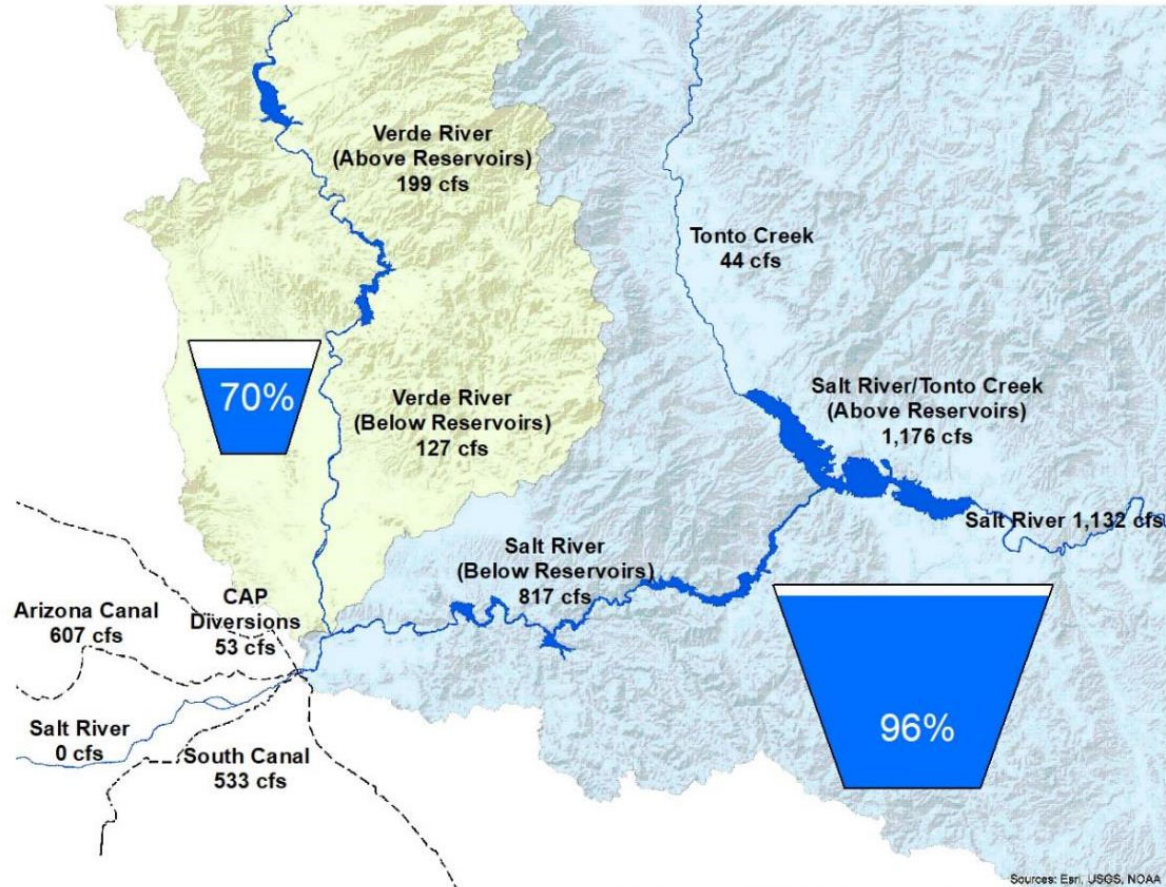 Verde River
(Above Reservoirs)
199 cfs
Tonto Creek
44 cfs
70%
Verde River
(Below Reservoirs)
127 cfs
Salt River/Tonto Creek
(Above Reservoirs)
1,176 cfs
Salt River 1,132 cfs
Salt River
(Below Reservoirs)
817 cfs
CAP
Diversions
53 cfs
Arizona Canal
607 cfs
Salt River
0 cfs
South Canal
533 cfs
96%
Sources: Esri, USGS, NOAA